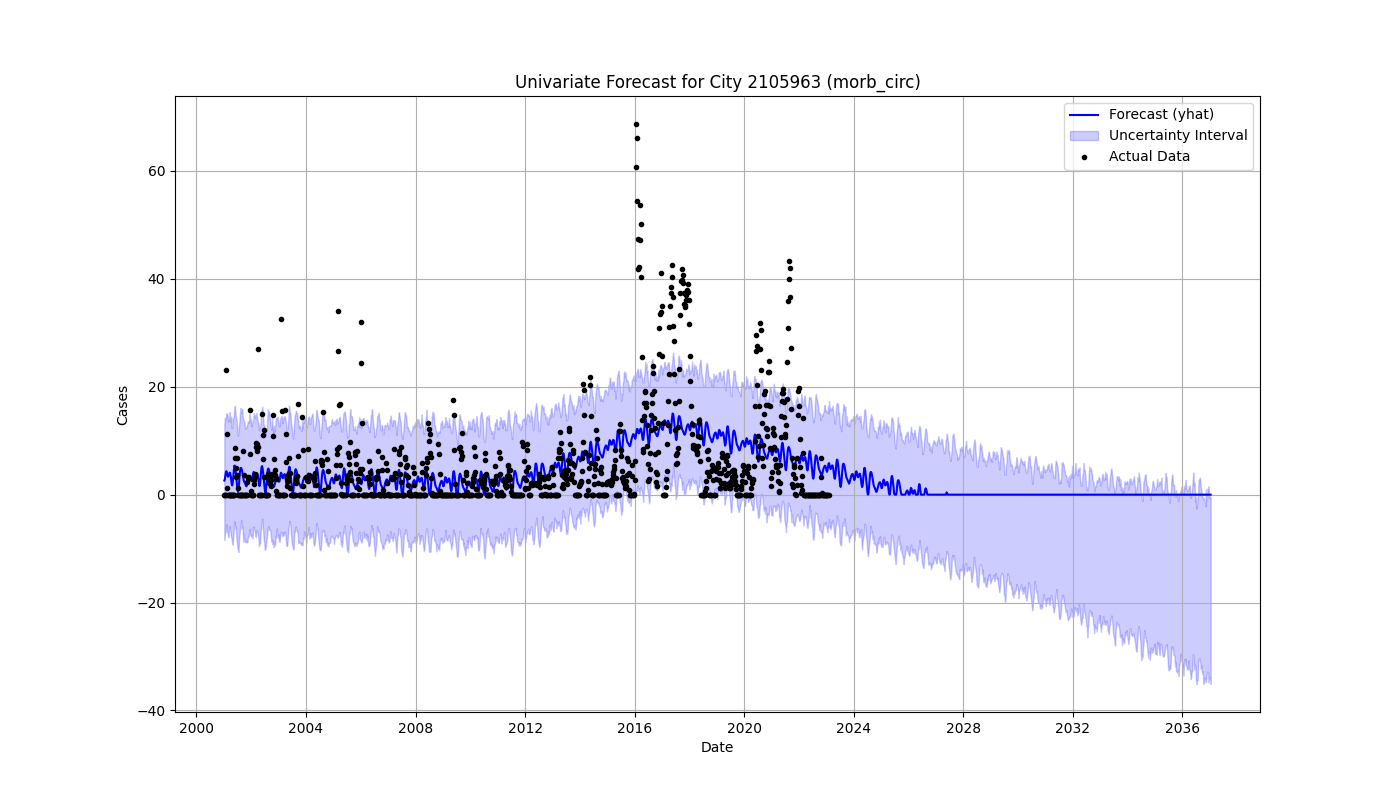 Univariate Forecast for City 2105963 (morb_circ)
Forecast (yhat)
Uncertainty Interval
Actual Data
Cases
60
40
20
0
−20
−40
2000 2004 2008 2012 2016 2020 2024 2028 2032 2036
Date